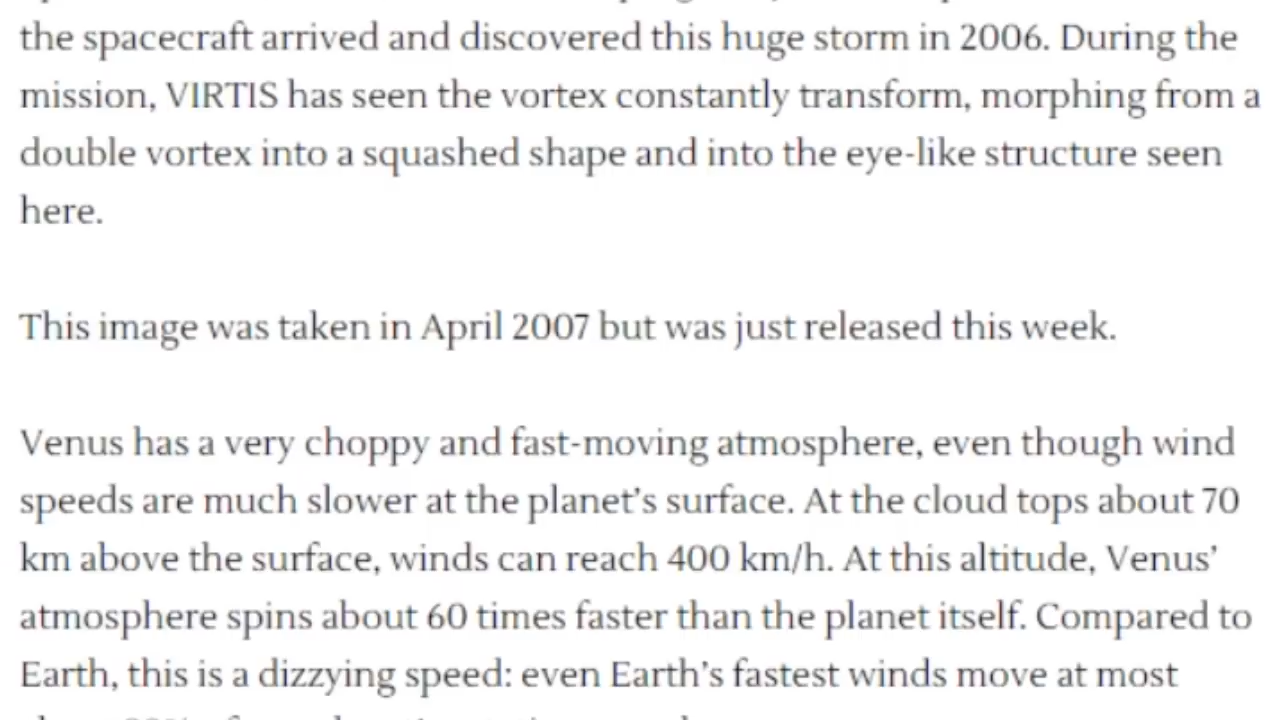 the spacecraft arrived and discovered this huge storm in 2006. During the
mission, VIRTIS has seen the vortex constantly transform, morphing from a
double vortex into a squashed shape and into the eye-like structure seen
here.
This image was taken in April 2007 but was just released this week.
Venus has a very choppy and fast-moving atmosphere, even though wind
speeds are much slower at the planet’s surface. At the cloud tops about 70
km above the surface, winds can reach 400 km/h. At this altitude, Venus’
atmosphere spins about 60 times faster than the planet itself. Compared to
Earth, this is a dizzying speed: even Earth’s fastest winds move at most